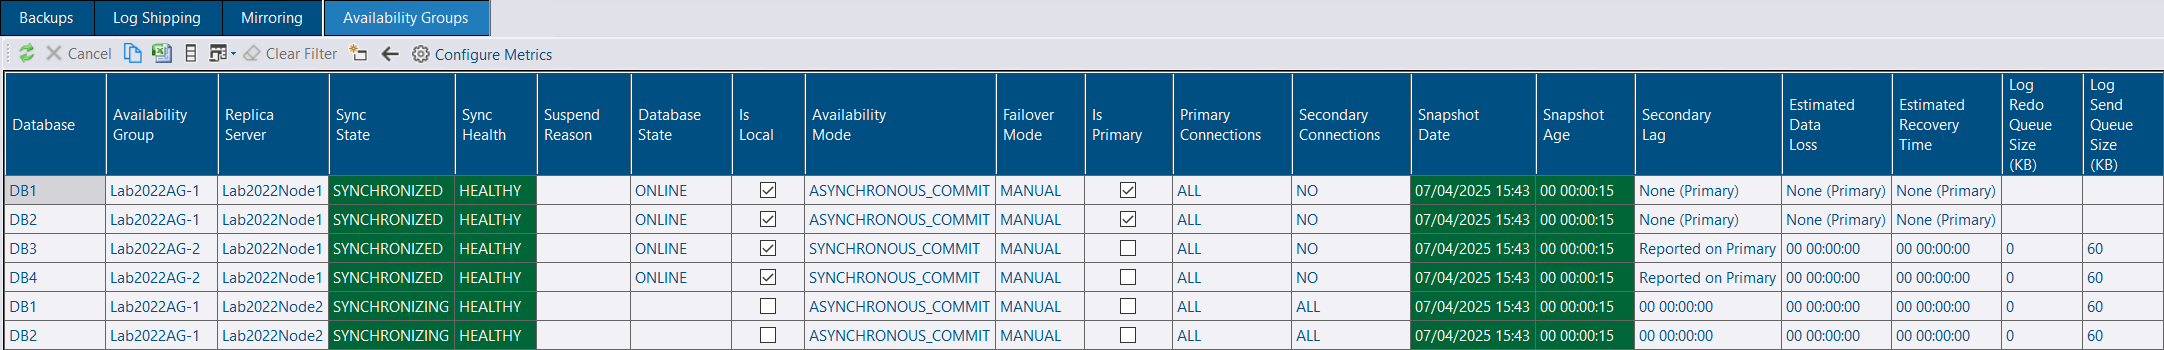 Backups Log Shipping Mirroring Availability Groups
Cancel Clear Filter Configure Metrics
Database Availability Group Replica Server Sync State Sync Health Suspend Reason Database State Is Local Availability Mode Failover Mode Is Primary Primary Connections Secondary Connections Snapshot Date Snapshot Age Secondary Lag Estimated Data Loss Estimated Recovery Time Log Redo Queue Size (KB) Log Send Queue Size (KB)
DB1 Lab2022AG-1 Lab2022Node1 SYNCHRONIZED HEALTHY ONLINE ASYNCHRONOUS_COMMIT MANUAL ALL NO 07/04/2025 15:43 00 00:00:15 None (Primary) None (Primary) None (Primary)
DB2 Lab2022AG-1 Lab2022Node1 SYNCHRONIZED HEALTHY ONLINE ASYNCHRONOUS_COMMIT MANUAL ALL NO 07/04/2025 15:43 00 00:00:15 None (Primary) None (Primary) None (Primary)
DB3 Lab2022AG-2 Lab2022Node1 SYNCHRONIZED HEALTHY ONLINE SYNCHRONOUS_COMMIT MANUAL ALL NO 07/04/2025 15:43 00 00:00:15 Reported on Primary 00 00:00:00 00 00:00:00 0 60
DB4 Lab2022AG-2 Lab2022Node1 SYNCHRONIZED HEALTHY ONLINE SYNCHRONOUS_COMMIT MANUAL ALL NO 07/04/2025 15:43 00 00:00:15 Reported on Primary 00 00:00:00 00 00:00:00 0 60
DB1 Lab2022AG-1 Lab2022Node2 SYNCHRONIZING HEALTHY ASYNCHRONOUS_COMMIT MANUAL ALL ALL 07/04/2025 15:43 00 00:00:15 00 00:00:00 00 00:00:00 00 00:00:00 0 60
DB2 Lab2022AG-1 Lab2022Node2 SYNCHRONIZING HEALTHY ASYNCHRONOUS_COMMIT MANUAL ALL ALL 07/04/2025 15:43 00 00:00:15 00 00:00:00 00 00:00:00 00 00:00:00 0 60